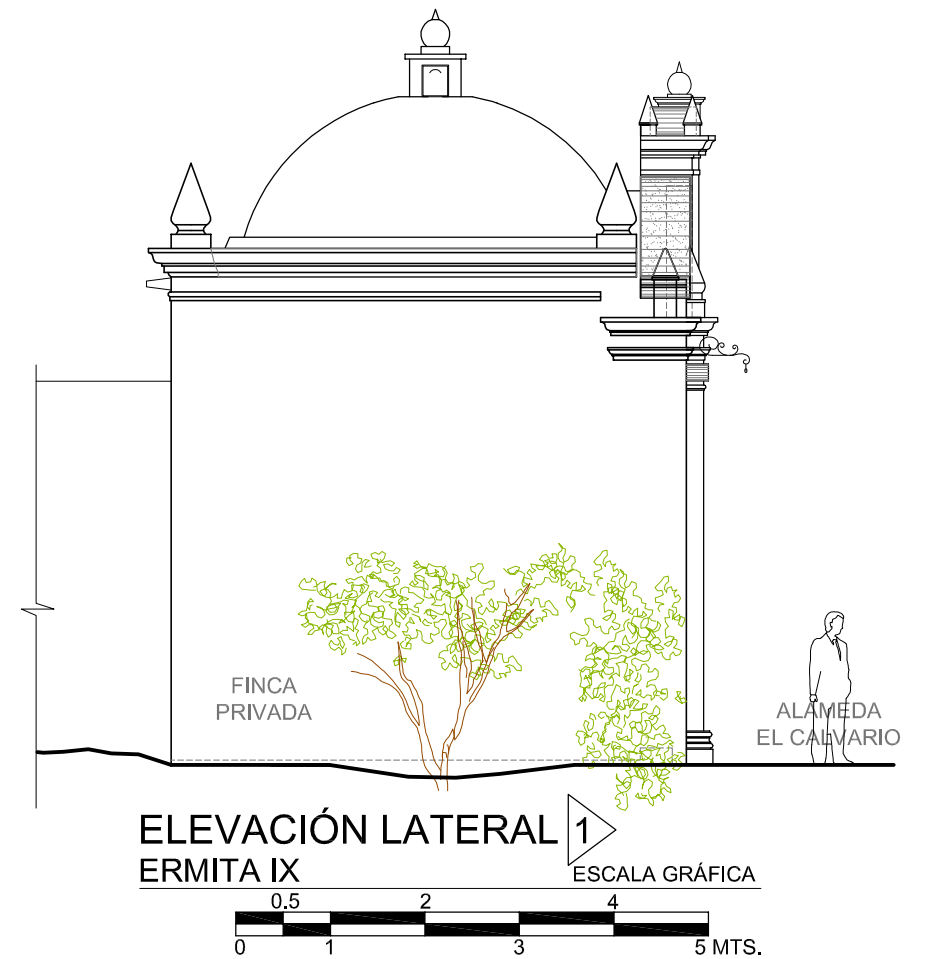 FINCA
PRIVADA
ALAMEDA
EL CALVARIO
ELEVACIÓN LATERAL 1
ERMITA IX
ESCALA GRÁFICA
0.5 2 4
0 1 3 5 MTS.